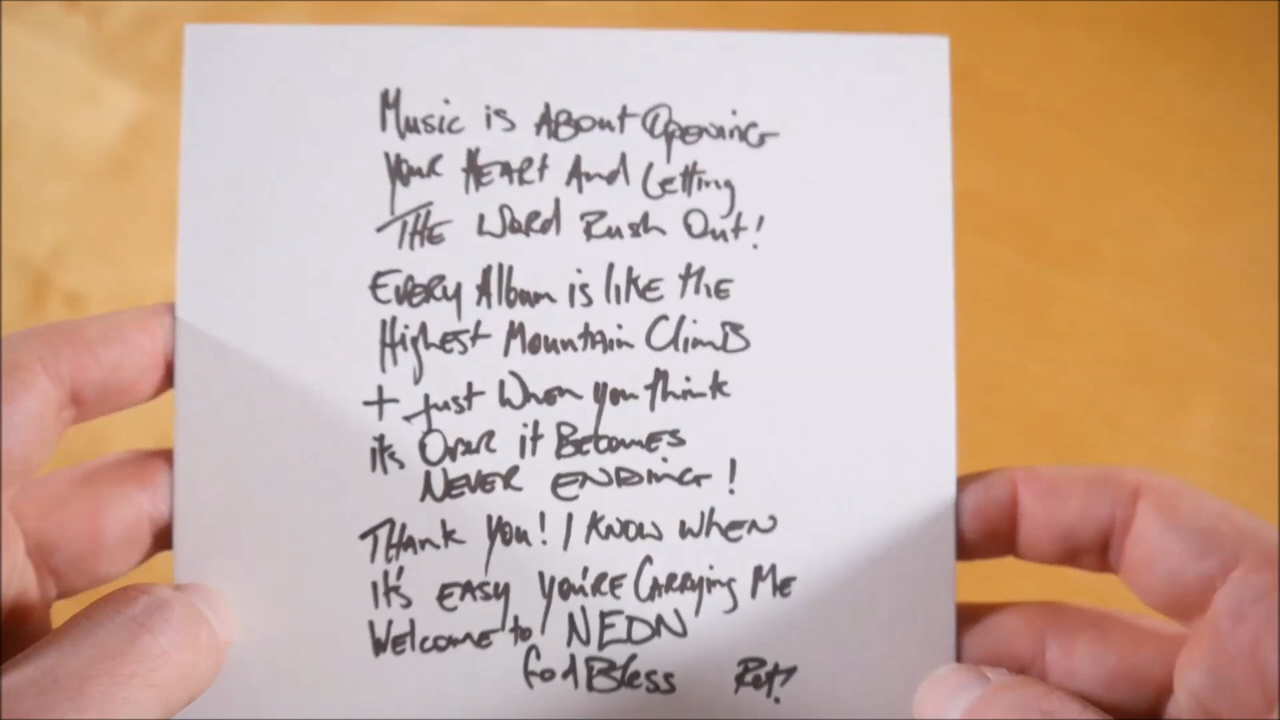 Music is About Opening
your HEART And Letting
THE Word Rush Out!
EVERY Album is like THE
Highest Mountain Climb
+ just When you think
it's Over it Becomes
NEVER ENDING!
THank you! I KNOW WHEN
It's EASY you're Carrying ME
Welcome to NEDN
God Bless